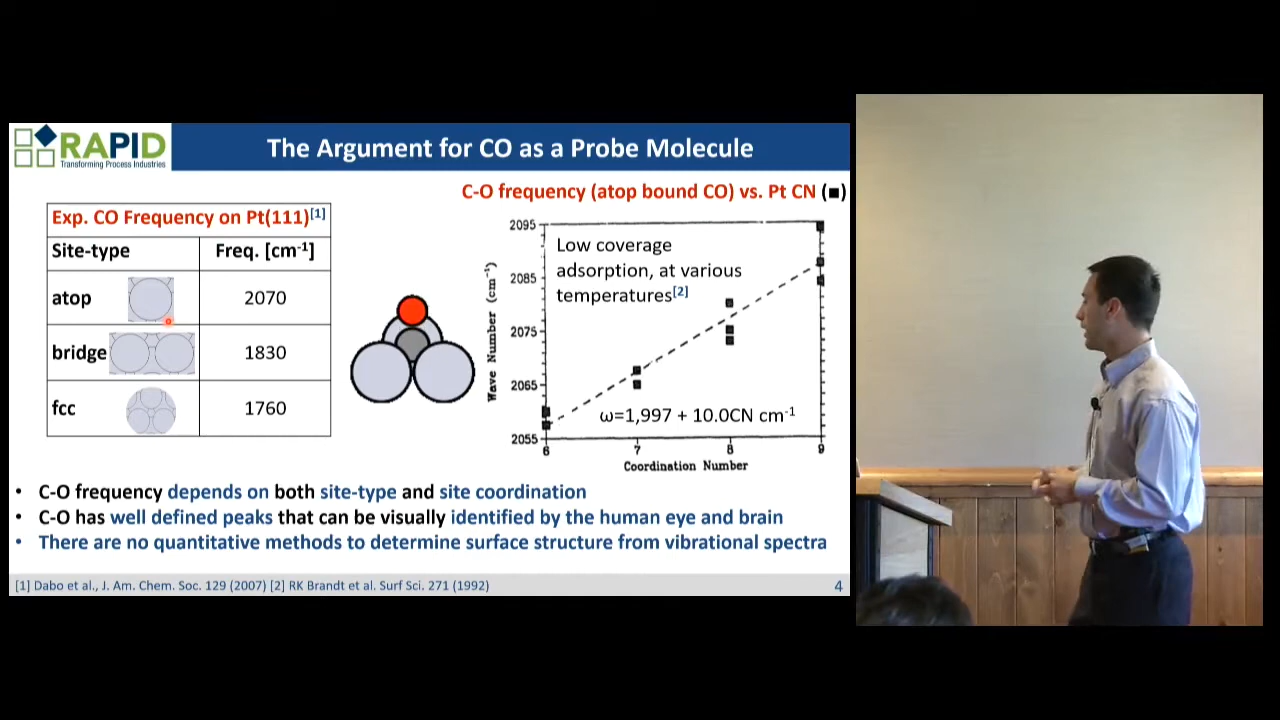 RAPID
Transforming Process Industries
The Argument for CO as a Probe Molecule
C-O frequency (atop bound CO) vs. Pt CN (■)
Exp. CO Frequency on Pt(111)[1]
Site-type Freq. [cm-1]
atop 2070
bridge 1830
fcc 1760
Wave Number (cm-1)
2095
2085
2075
2065
2055
Low coverage
adsorption, at various
temperatures[2]
ω=1,997 + 10.0CN cm-1
6 7 8 9
Coordination Number
• C-O frequency depends on both site-type and site coordination
• C-O has well defined peaks that can be visually identified by the human eye and brain
• There are no quantitative methods to determine surface structure from vibrational spectra
[1] Dabo et al., J. Am. Chem. Soc. 129 (2007) [2] RK Brandt et al. Surf Sci. 271 (1992)
4